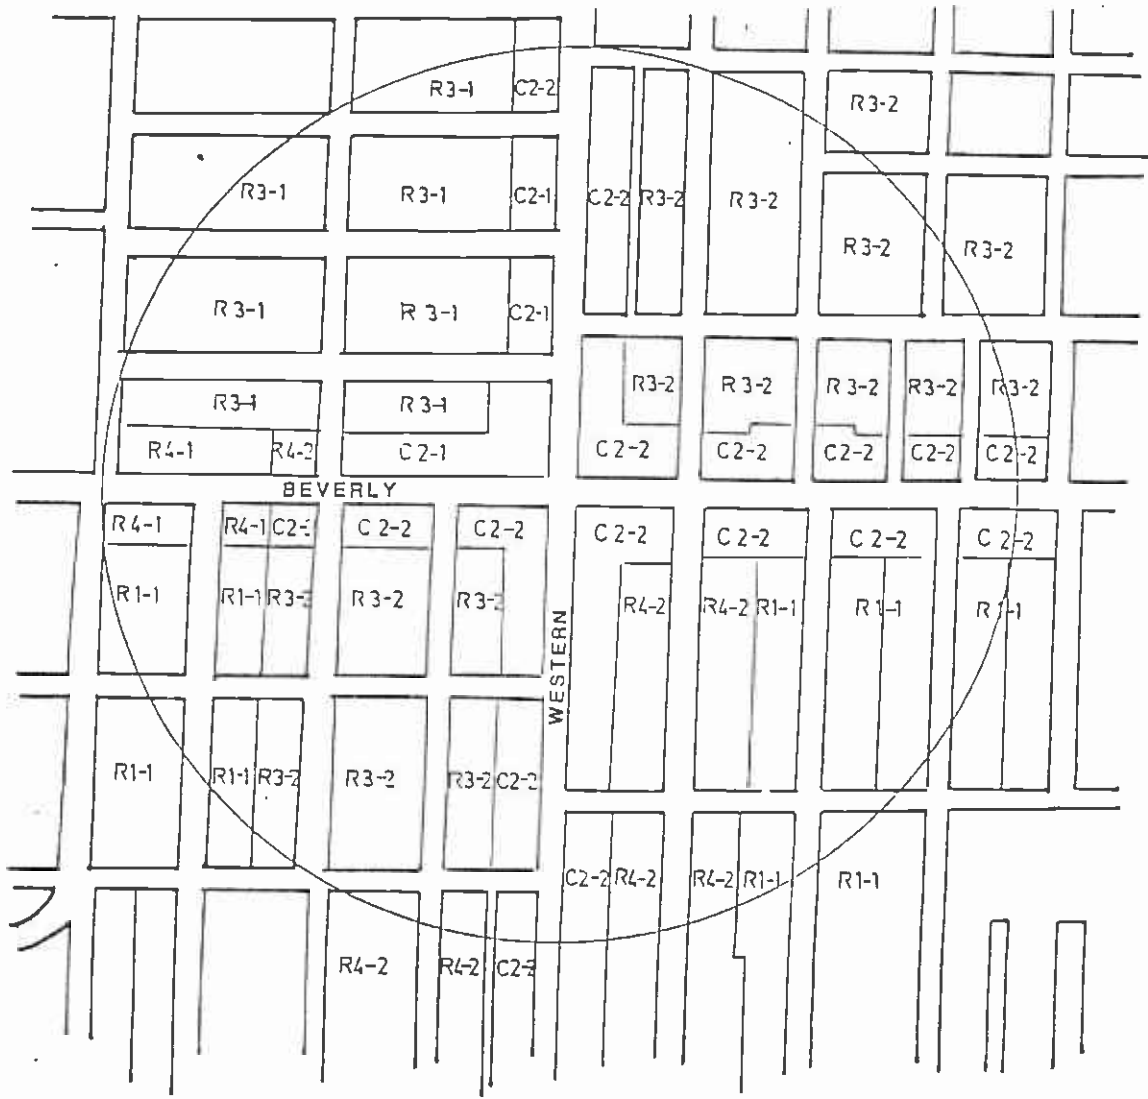 R3-1 C2-2
R3-2
R3-1 R3-1 C2-1 C2-2 R3-2 R3-2
R3-2 R3-2
R3-1 R3-1 C2-1
R3-2 R3-2 R3-2 R3-2 R3-2
R3-1 R3-1
R4-1 R4-2 C2-1 C2-2 C2-2 C2-2 C2-2 C2-2
BEVERLY
R4-1 R4-1 C2-2 C2-2 C2-2 C2-2 C2-2 C2-2 C2-2
R1-1 R1-1 R3-2 R3-2 R3-2 R4-2 R4-2 R1-1 R1-1 R1-1
WESTERN
R1-1 R1-1 R3-2 R3-2 R3-2 C2-2
C2-2 R4-2 R4-2 R1-1 R1-1
R4-2 R4-2 C2-2